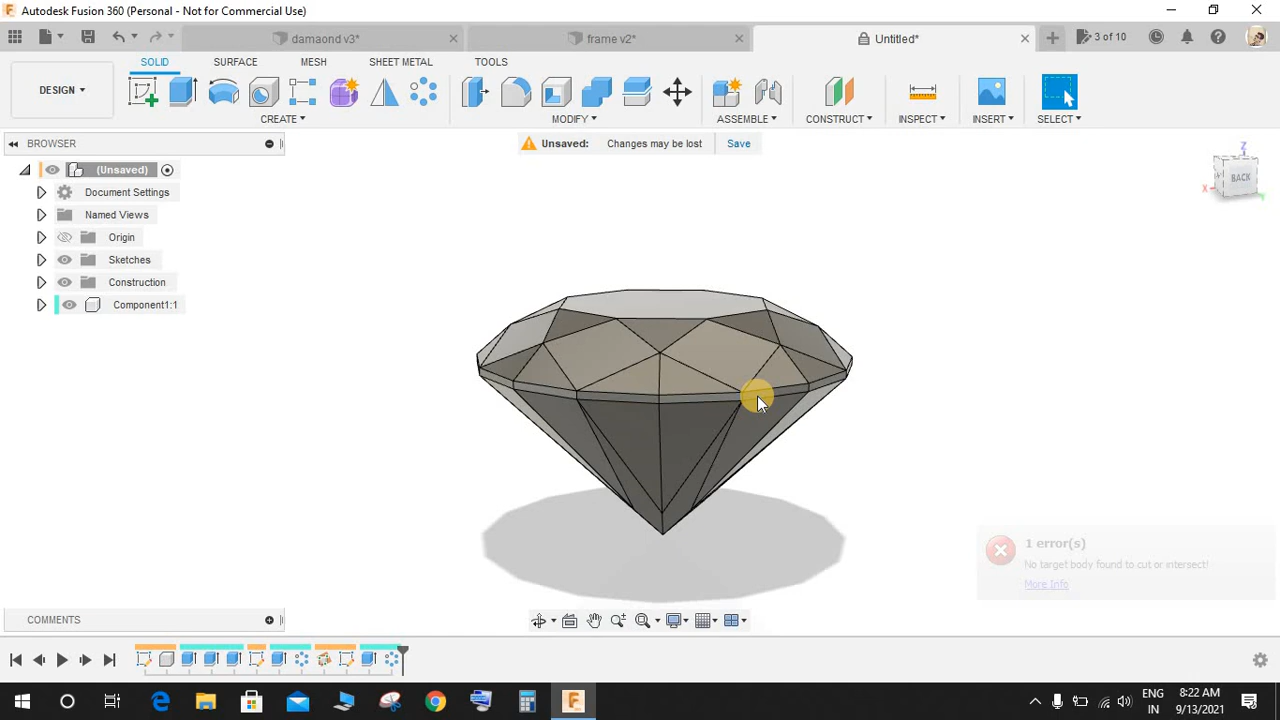 Autodesk Fusion 360 (Personal - Not for Commercial Use)
damaond v3*
frame v2*
Untitled*
3 of 10
SOLID
SURFACE
MESH
SHEET METAL
TOOLS
DESIGN
CREATE
MODIFY
ASSEMBLE
CONSTRUCT
INSPECT
INSERT
SELECT
BROWSER
Unsaved: Changes may be lost Save
(Unsaved)
Document Settings
Named Views
Origin
Sketches
Construction
Component1:1
Z
BACK
X
1 error(s)
No target body found to cut or intersect!
More Info
COMMENTS
ENG
IN
8:22 AM
9/13/2021